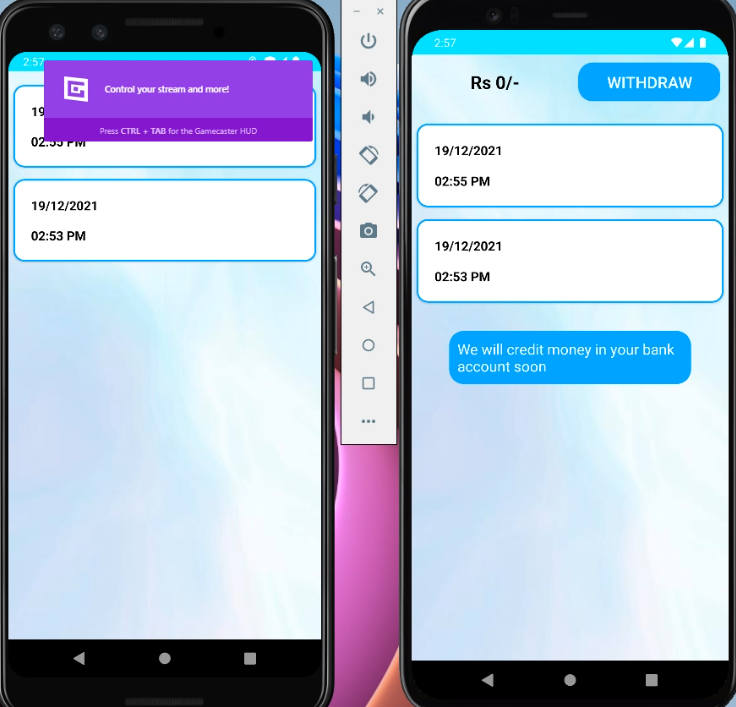 2:57
Control your stream and more!
Press CTRL + TAB for the Gamecaster HUD
19
02:55 PM
19/12/2021
02:53 PM
2:57
Rs 0/-
WITHDRAW
19/12/2021
02:55 PM
19/12/2021
02:53 PM
We will credit money in your bank
account soon